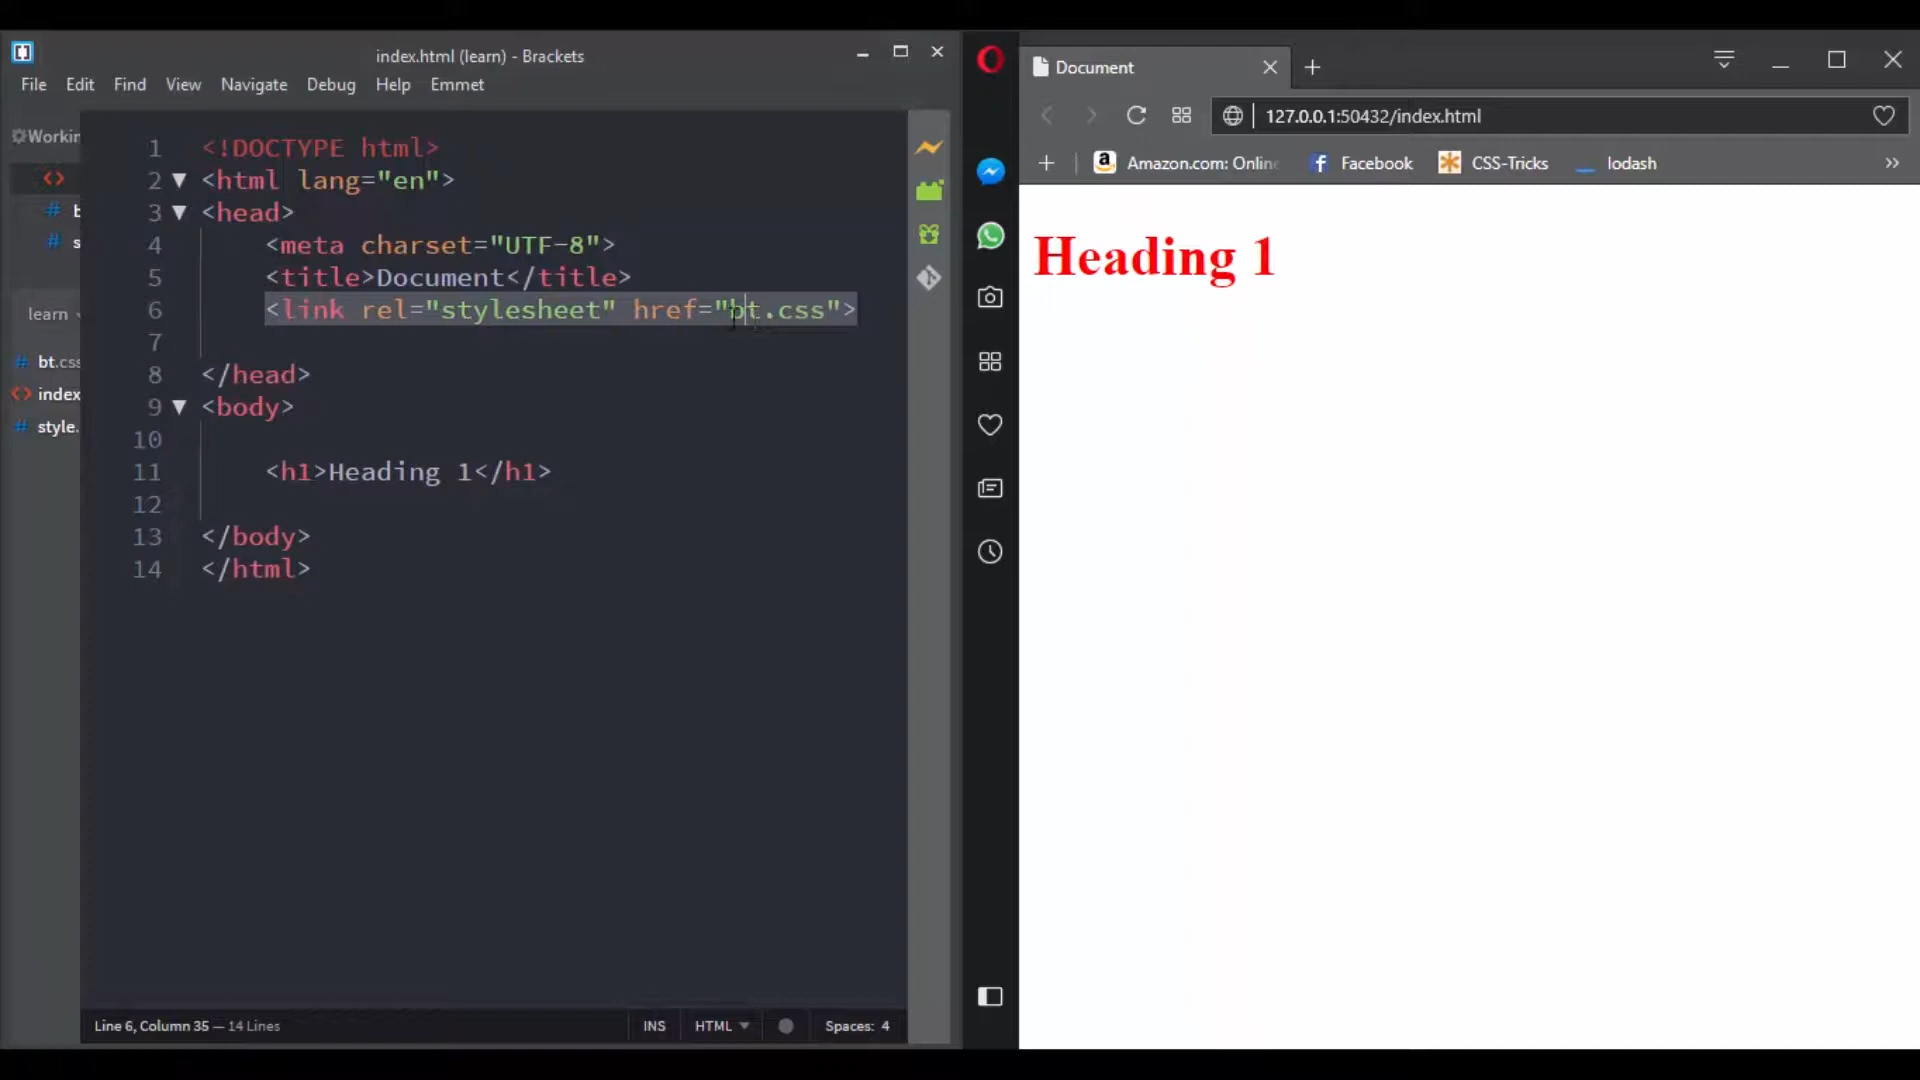 index.html (learn) - Brackets
File Edit Find View Navigate Debug Help Emmet
Workin
b
s
learn
bt.css
index
style.
1 <!DOCTYPE html>
2 <html lang="en">
3 <head>
4 <meta charset="UTF-8">
5 <title>Document</title>
6 <link rel="stylesheet" href="bt.css">
7
8 </head>
9 <body>
10
11 <h1>Heading 1</h1>
12
13 </body>
14 </html>
Line 6, Column 35 — 14 Lines
INS HTML Spaces: 4
Document
127.0.0.1:50432/index.html
Amazon.com: Online Facebook CSS-Tricks lodash
Heading 1